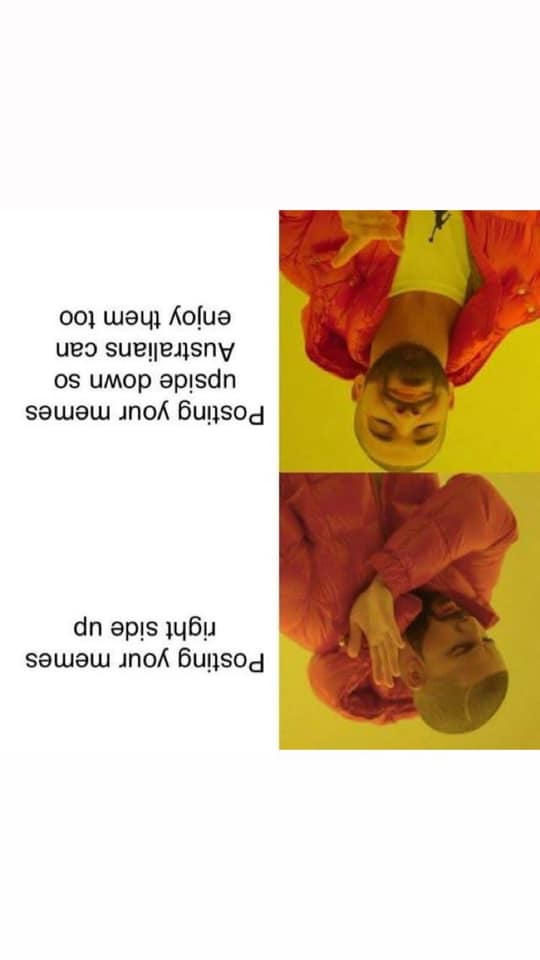 Posting your memes
right side up
Posting your memes
upside down so
Australians can
enjoy them too